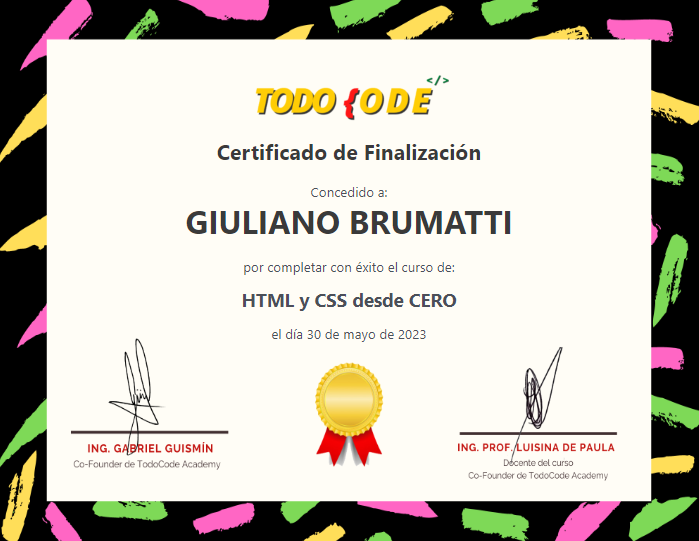 </>
TODO {ODE
Certificado de Finalización
Concedido a:
GIULIANO BRUMATTI
por completar con éxito el curso de:
HTML y CSS desde CERO
el día 30 de mayo de 2023
ING. GABRIEL GUISMÍN
Co-Founder de TodoCode Academy
ING. PROF. LUISINA DE PAULA
Docente del curso
Co-Founder de TodoCode Academy